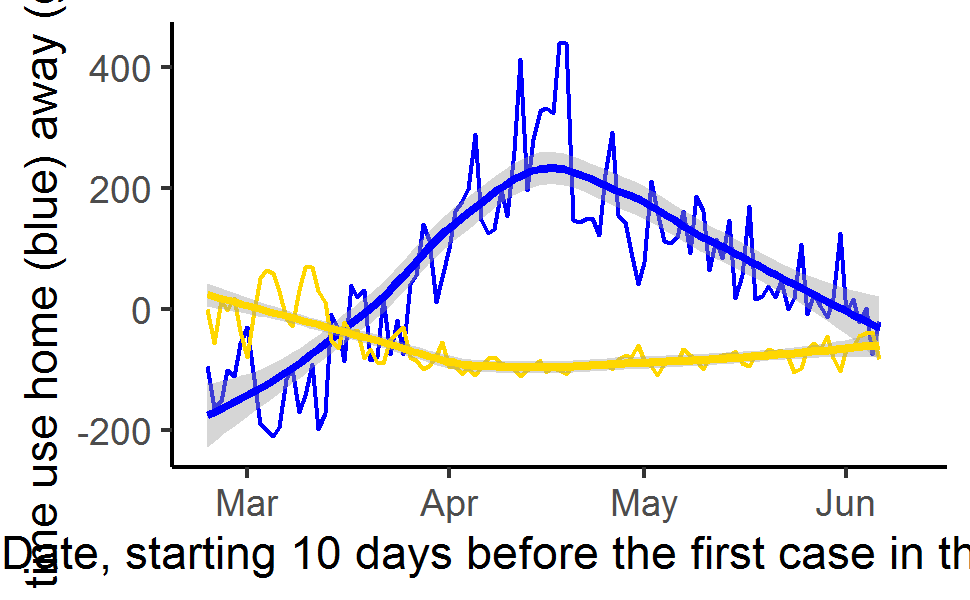 time use home (blue) away (
400
200
0
-200
Mar Apr May Jun
Date, starting 10 days before the first case in th